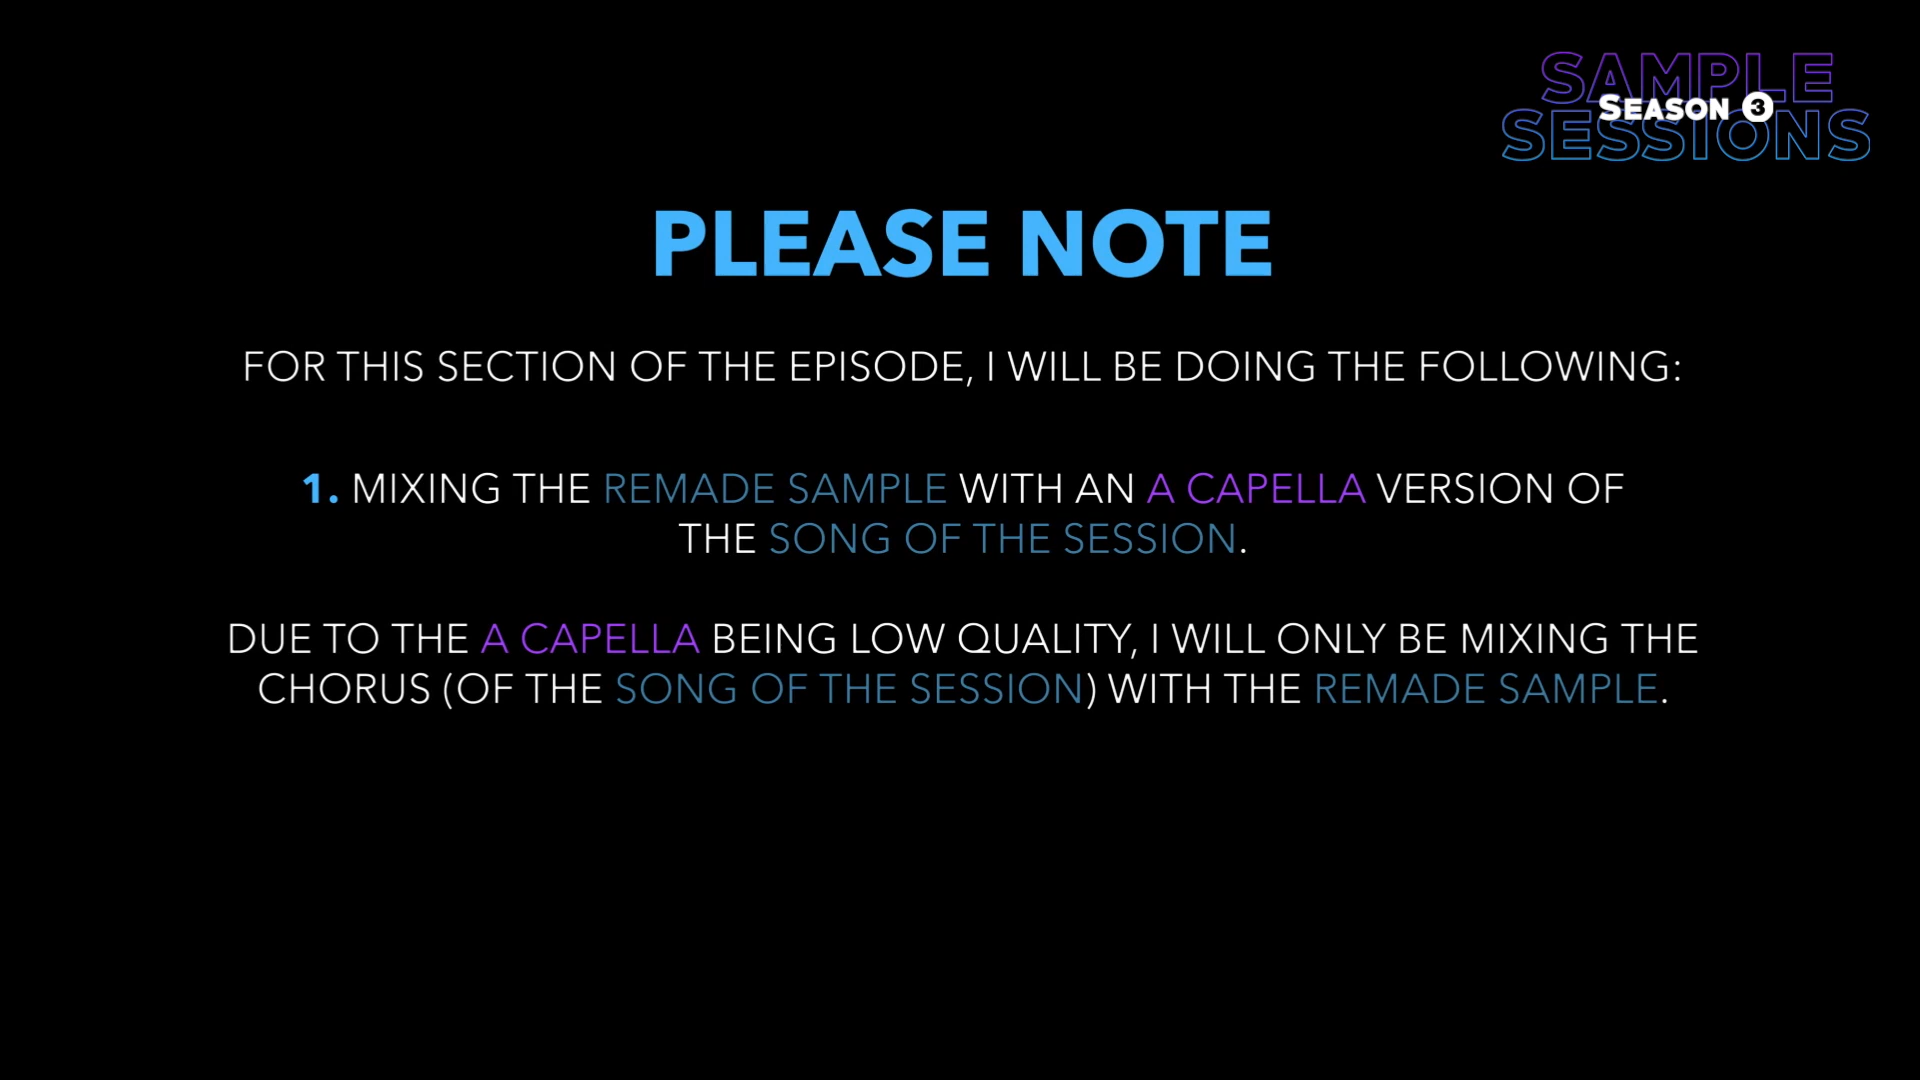 SAMPLE
SEASON 3
SESSIONS
PLEASE NOTE
FOR THIS SECTION OF THE EPISODE, I WILL BE DOING THE FOLLOWING:
1. MIXING THE REMADE SAMPLE WITH AN A CAPELLA VERSION OF
THE SONG OF THE SESSION.
DUE TO THE A CAPELLA BEING LOW QUALITY, I WILL ONLY BE MIXING THE
CHORUS (OF THE SONG OF THE SESSION) WITH THE REMADE SAMPLE.